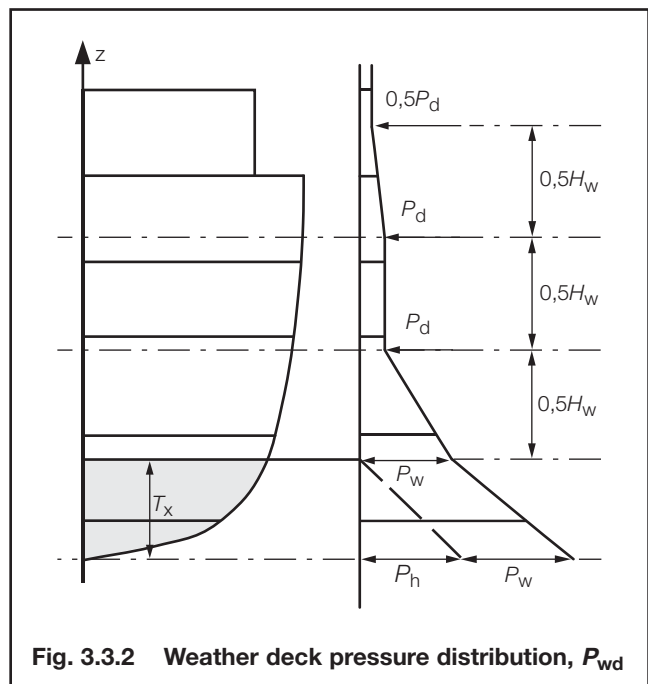 z
0,5Pd
0,5Hw
Pd
0,5Hw
Pd
0,5Hw
Pw
Tx
Ph
Pw
Fig. 3.3.2 Weather deck pressure distribution, Pwd